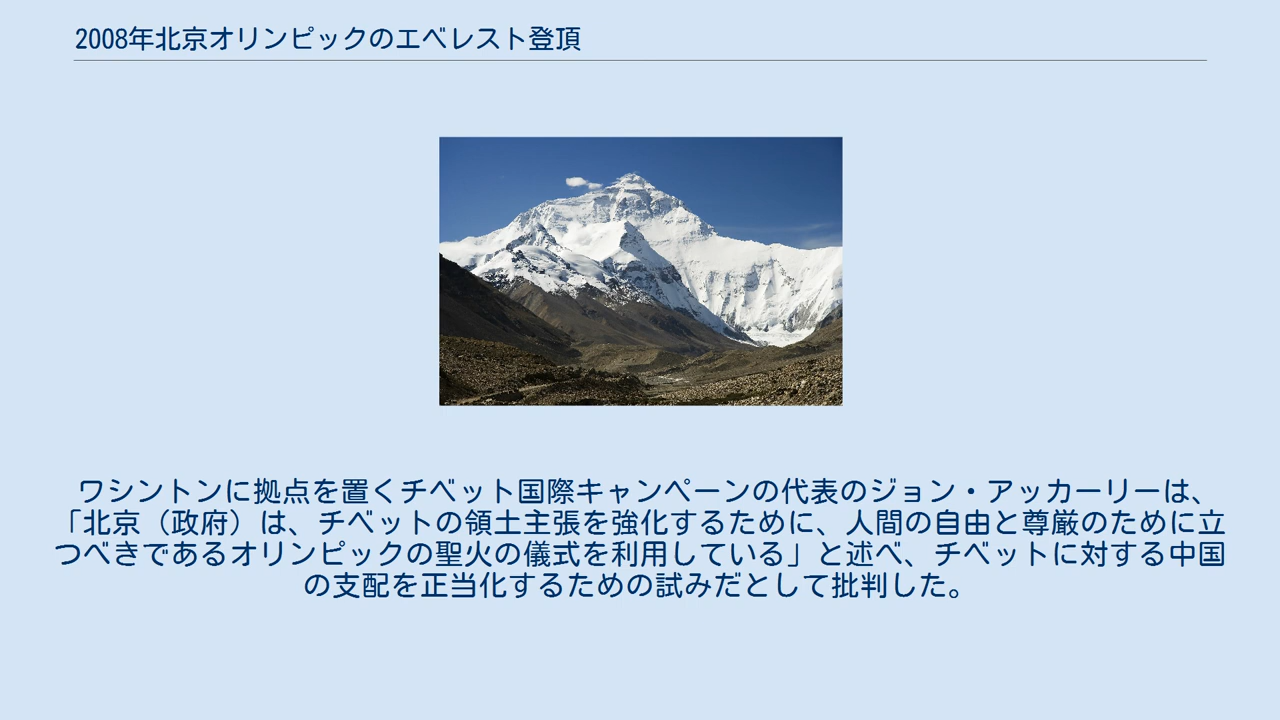 2008年北京オリンピックのエベレスト登頂
ワシントンに拠点を置くチベット国際キャンペーンの代表のジョン・アッカーリーは、
「北京（政府）は、チベットの領土主張を強化するために、人間の自由と尊厳のために立
つべきであるオリンピックの聖火の儀式を利用している」と述べ、チベットに対する中国
の支配を正当化するための試みだとして批判した。